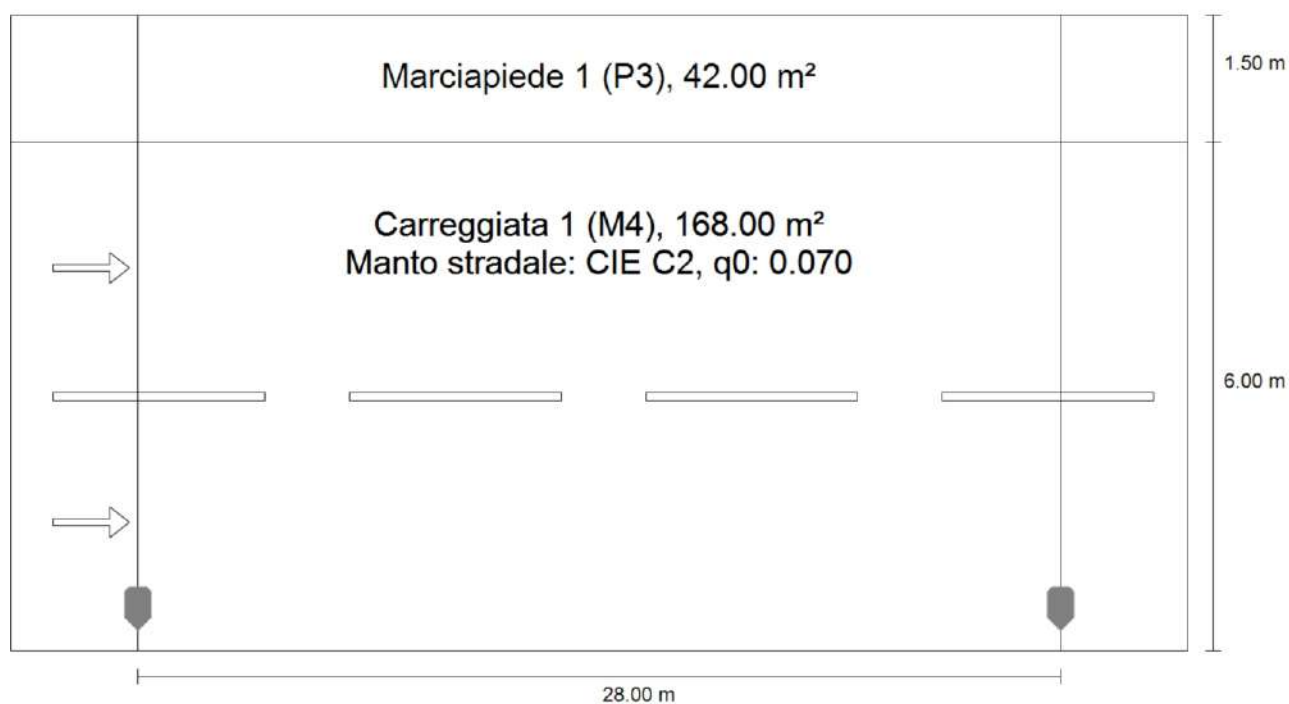 Marciapiede 1 (P3), 42.00 m²
1.50 m
Carreggiata 1 (M4), 168.00 m²
Manto stradale: CIE C2, q0: 0.070
6.00 m
28.00 m